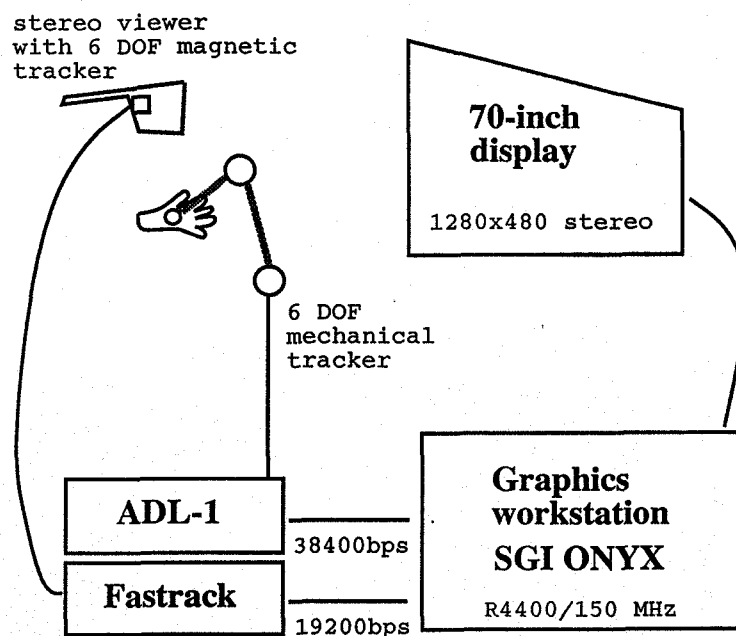 stereo viewer
with 6 DOF magnetic
tracker
70-inch
display
1280x480 stereo
6 DOF
mechanical
tracker
ADL-1
38400bps
Fastrack
19200bps
Graphics
workstation
SGI ONYX
R4400/150 MHz